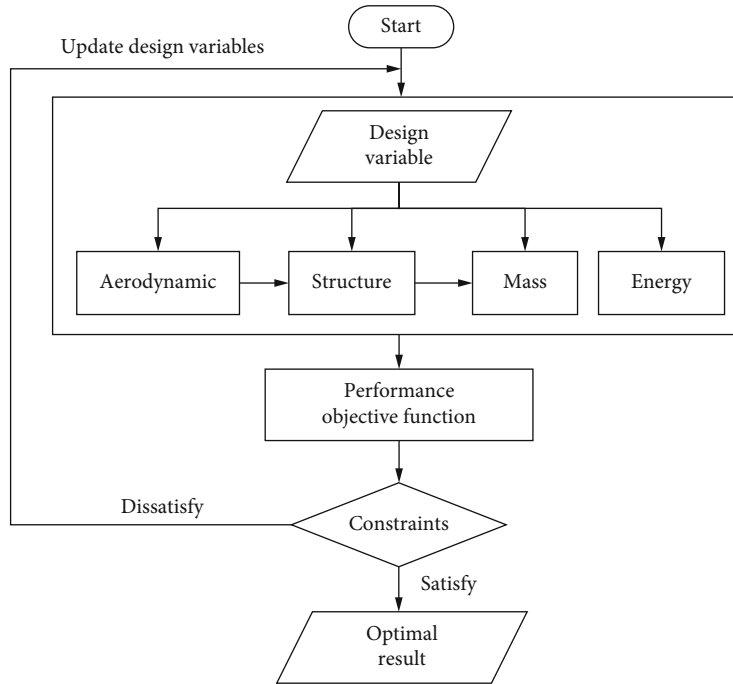 Start
Update design variables
Design
variable
Aerodynamic
Structure
Mass
Energy
Performance
objective function
Dissatisfy
Constraints
Satisfy
Optimal
result